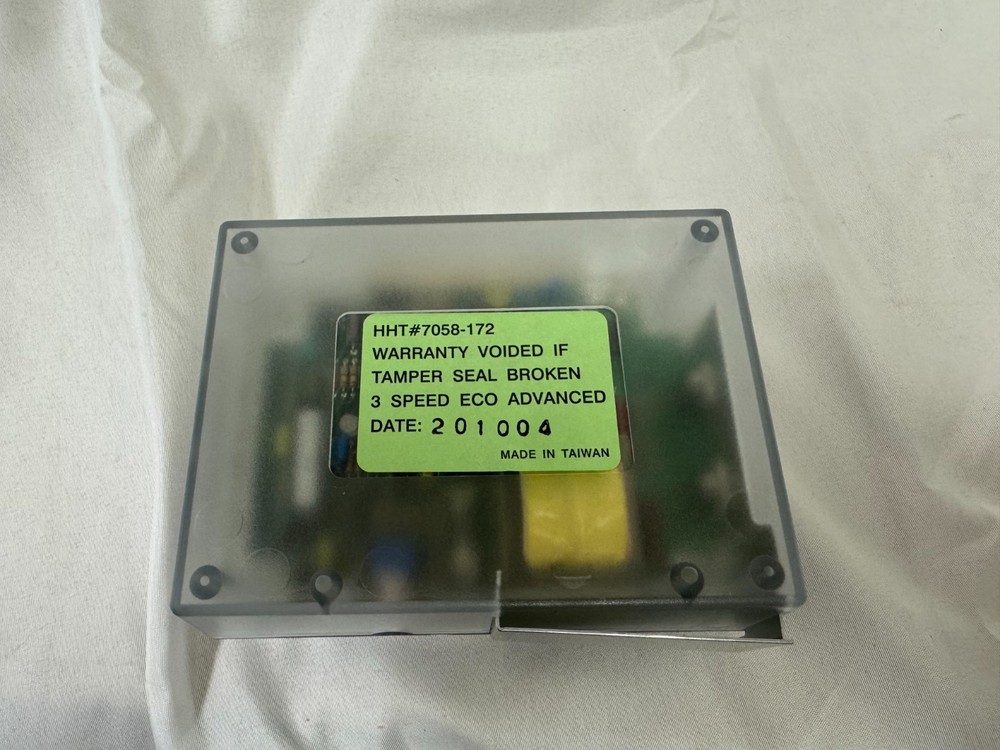 HHT#7058-172
WARRANTY VOIDED IF
TAMPER SEAL BROKEN
3 SPEED ECO ADVANCED
DATE: 201004
MADE IN TAIWAN